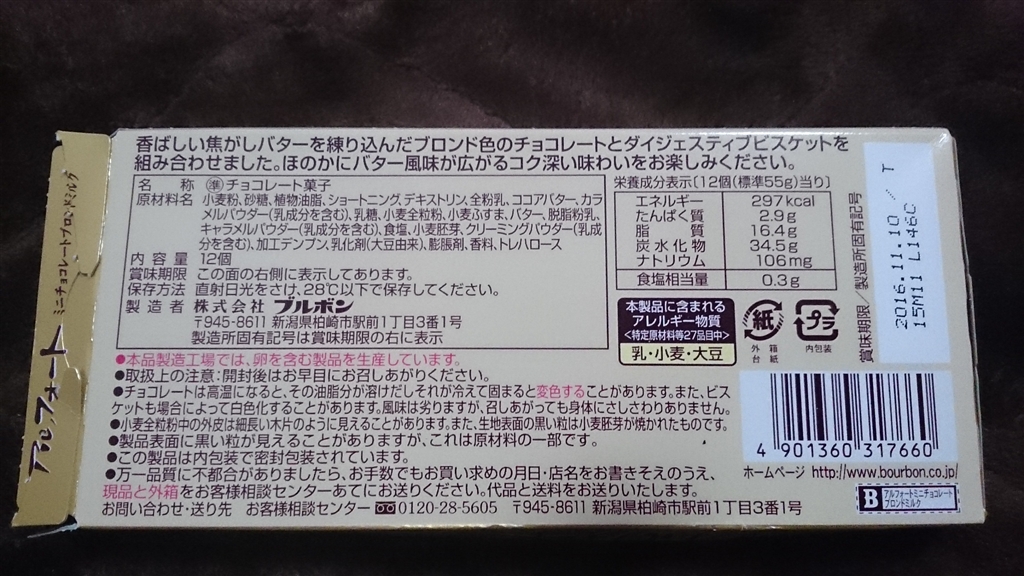 香ばしい焦がしバターを練り込んだブロンド色のチョコレートとダイジェスティブビスケットを
組み合わせました。ほのかにバター風味が広がるコク深い味わいをお楽しみください。
名称 準チョコレート菓子
原材料名 小麦粉、砂糖、植物油脂、ショートニング、デキストリン、全粉乳、ココアバター、カラ
メルパウダー(乳成分を含む)、乳糖、小麦全粒粉、小麦ふすま、バター、脱脂粉乳、
キャラメルパウダー(乳成分を含む)、食塩、小麦胚芽、クリーミングパウダー(乳成
分を含む)、加工デンプン、乳化剤(大豆由来)、膨脹剤、香料、トレハロース
内容量 12個
賞味期限 この面の右側に表示してあります。
保存方法 直射日光をさけ、28℃以下で保存してください。
製造者 株式会社 ブルボン
〒945-8611 新潟県柏崎市駅前1丁目3番1号
製造所固有記号は賞味期限の右に表示
栄養成分表示〔12個(標準55g)当り〕
エネルギー 297kcal
たんぱく質 2.9g
脂質 16.4g
炭水化物 34.5g
ナトリウム 106mg
食塩相当量 0.3g
本製品に含まれる
アレルギー物質
<特定原材料等27品目中>
乳・小麦・大豆
紙
外箱
台紙
プラ
内包装
賞味期限/製造所固有記号
2016.11.10 / T
15M11 L1146C
●本品製造工場では、卵を含む製品を生産しています。
●取扱上の注意:開封後はお早目にお召しあがりください。
●チョコレートは高温になると、その油脂分が溶けだしそれが冷えて固まると変色することがあります。また、ビス
ケットも場合によって白色化することがあります。風味は劣りますが、召しあがっても身体にさしさわりありません。
●小麦全粒粉中の外皮は細長い木片のように見えることがあります。また、生地表面の黒い粒は小麦胚芽が焼かれたものです。
●製品表面に黒い粒が見えることがありますが、これは原材料の一部です。
●この製品は内包装で密封包装されています。
●万一品質に不都合がありましたら、お手数でもお買い求めの月日・店名をお書きそえのうえ、
現品と外箱をお客様相談センターあてにお送りください。代品と送料をお送りいたします。
お問い合わせ・送り先 お客様相談センター 0120-28-5605 〒945-8611 新潟県柏崎市駅前1丁目3番1号
4 901360 317660
ホームページ http://www.bourbon.co.jp/
B アルフォートミニチョコレート
ブロンドミルク
アルフォート ミニチョコレートブロンドミルク